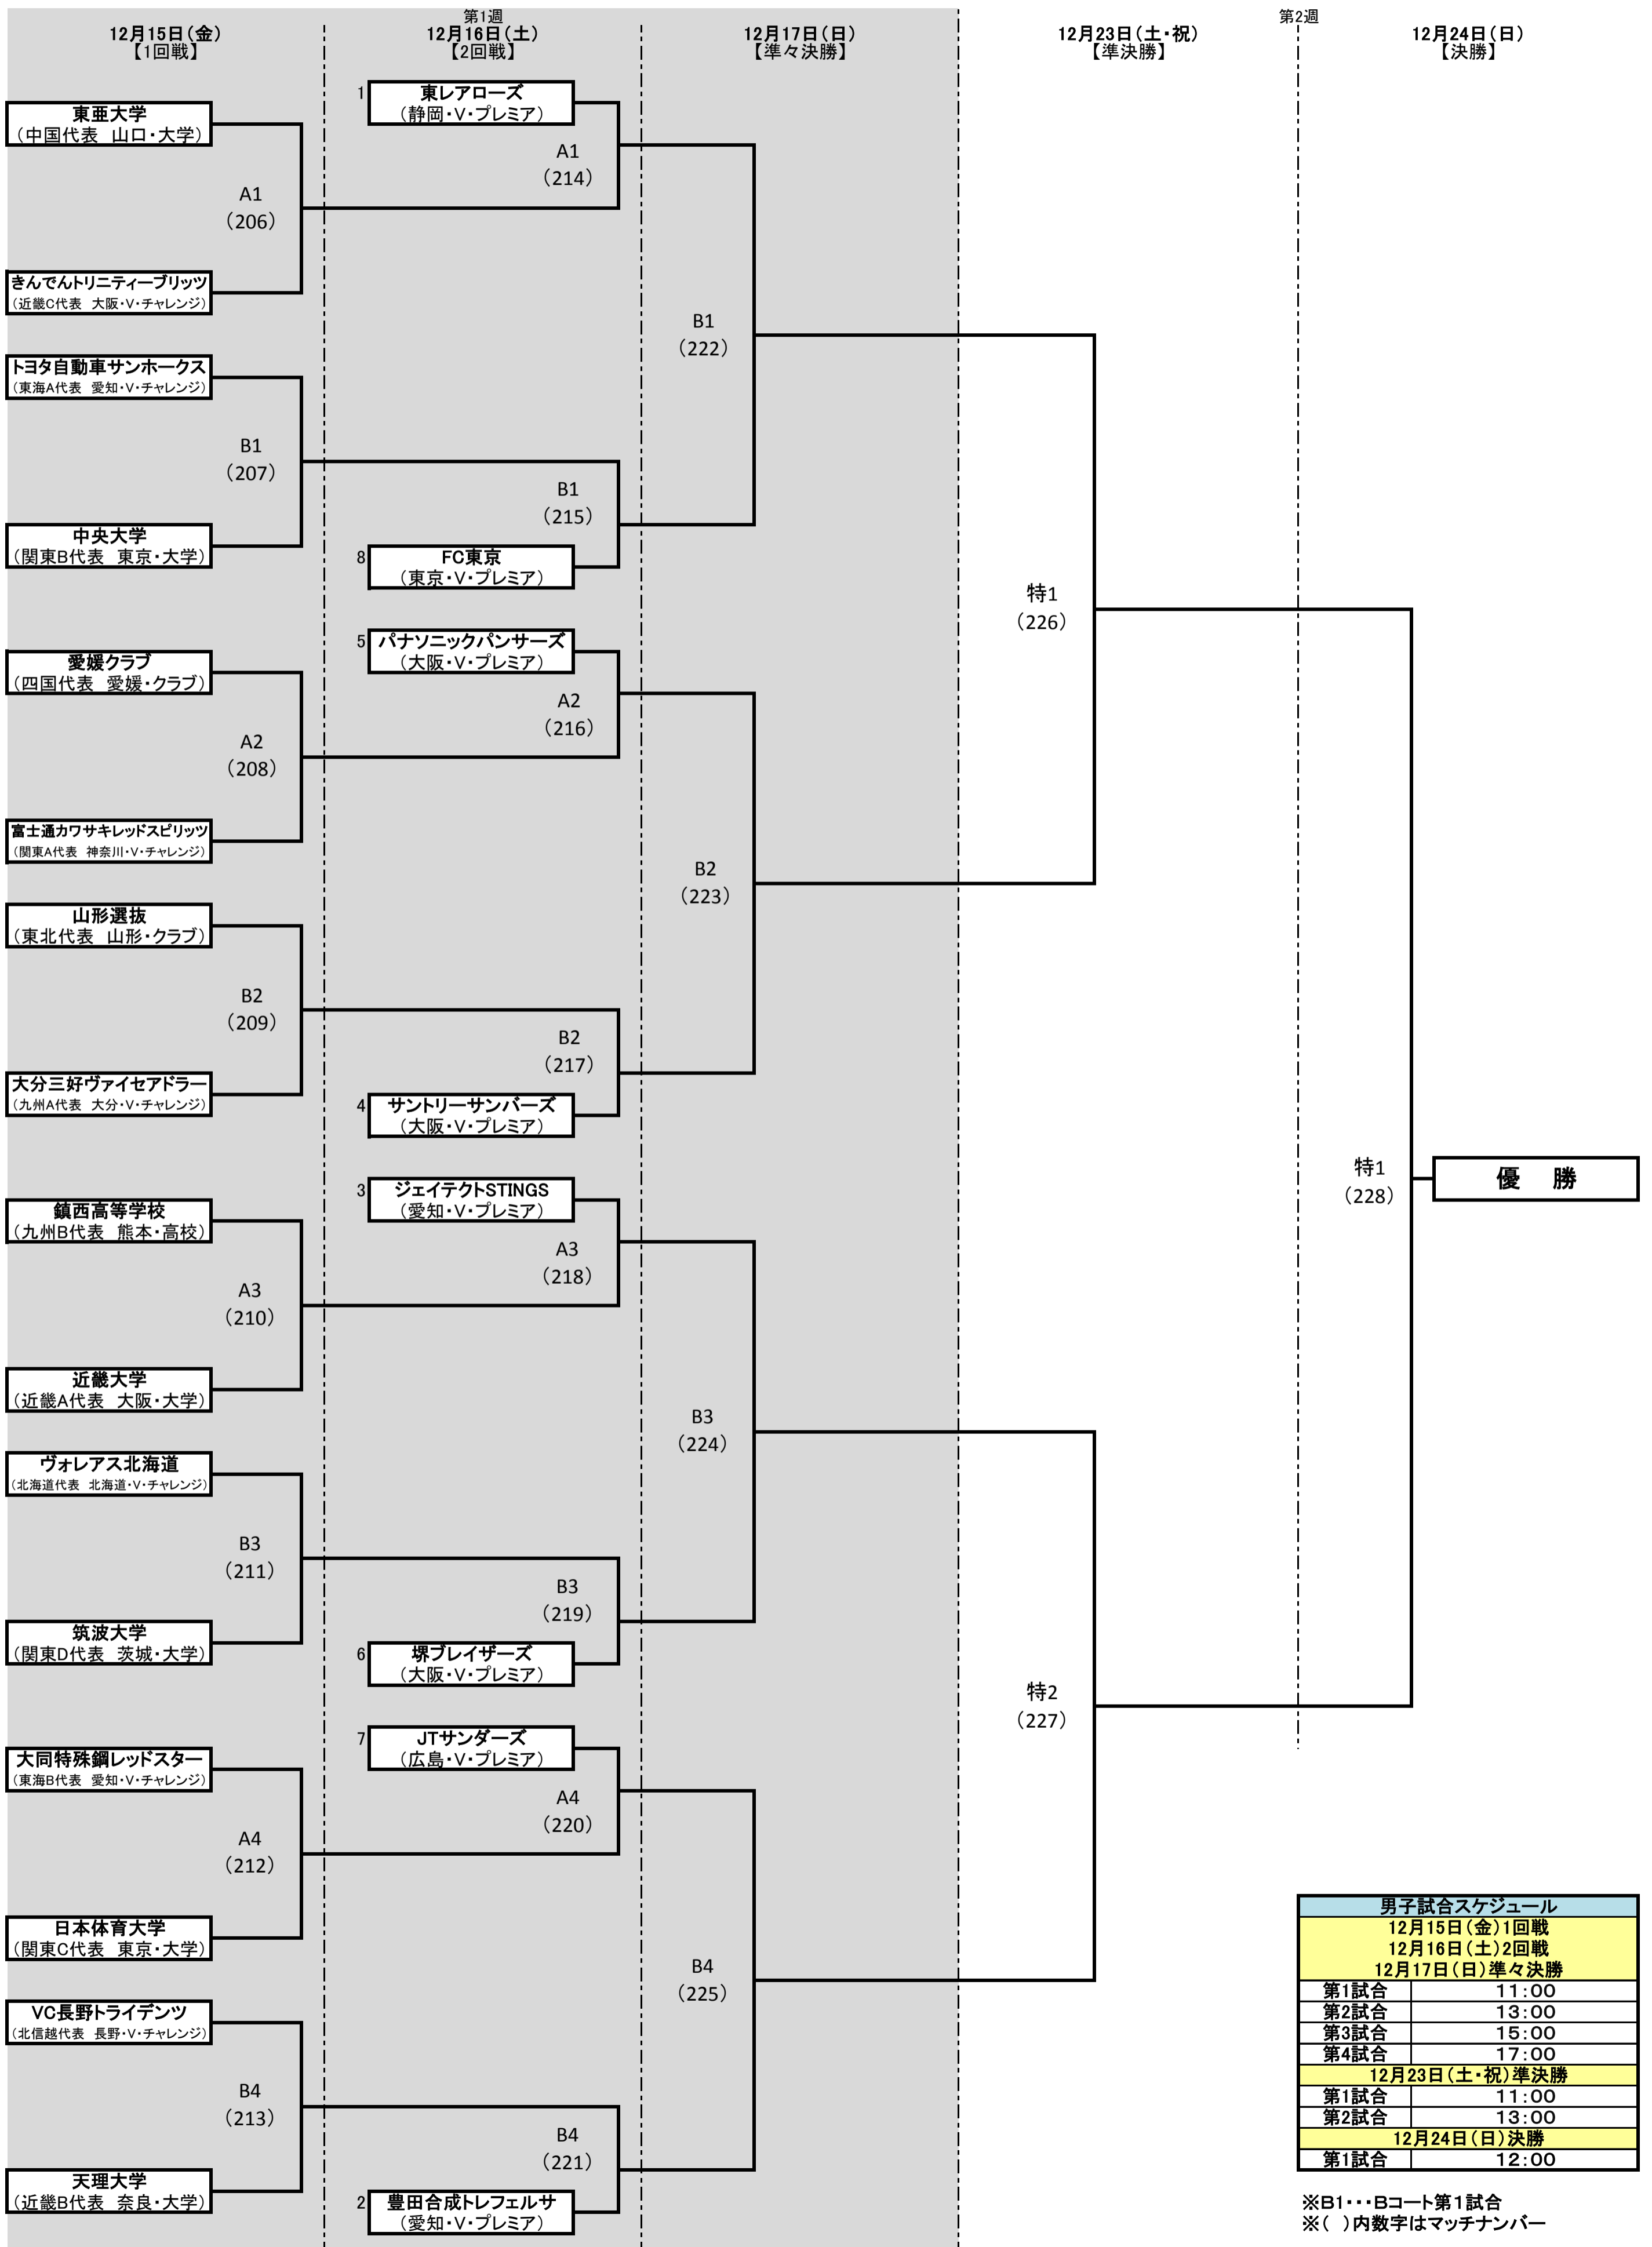 第1週
第2週
12月15日(金)
【1回戦】
12月16日(土)
【2回戦】
12月17日(日)
【準々決勝】
12月23日(土・祝)
【準決勝】
12月24日(日)
【決勝】
東亜大学
(中国代表 山口・大学)
A1
(206)
きんでんトリニティーブリッツ
(近畿C代表 大阪・V・チャレンジ)
トヨタ自動車サンホークス
(東海A代表 愛知・V・チャレンジ)
B1
(207)
中央大学
(関東B代表 東京・大学)
愛媛クラブ
(四国代表 愛媛・クラブ)
A2
(208)
富士通カワサキレッドスピリッツ
(関東A代表 神奈川・V・チャレンジ)
山形選抜
(東北代表 山形・クラブ)
B2
(209)
大分三好ヴァイセアドラー
(九州A代表 大分・V・チャレンジ)
鎮西高等学校
(九州B代表 熊本・高校)
A3
(210)
近畿大学
(近畿A代表 大阪・大学)
ヴォレアス北海道
(北海道代表 北海道・V・チャレンジ)
B3
(211)
筑波大学
(関東D代表 茨城・大学)
大同特殊鋼レッドスター
(東海B代表 愛知・V・チャレンジ)
A4
(212)
日本体育大学
(関東C代表 東京・大学)
VC長野トライデンツ
(北信越代表 長野・V・チャレンジ)
B4
(213)
天理大学
(近畿B代表 奈良・大学)
1 東レアローズ
(静岡・V・プレミア)
A1
(214)
B1
(215)
8 FC東京
(東京・V・プレミア)
5 パナソニックパンサーズ
(大阪・V・プレミア)
A2
(216)
B2
(217)
4 サントリーサンバーズ
(大阪・V・プレミア)
3 ジェイテクトSTINGS
(愛知・V・プレミア)
A3
(218)
B3
(219)
6 堺ブレイザーズ
(大阪・V・プレミア)
7 JTサンダーズ
(広島・V・プレミア)
A4
(220)
B4
(221)
2 豊田合成トレフェルサ
(愛知・V・プレミア)
B1
(222)
B2
(223)
B3
(224)
B4
(225)
特1
(226)
特2
(227)
特1
(228)
優 勝
男子試合スケジュール
12月15日(金)1回戦
12月16日(土)2回戦
12月17日(日)準々決勝
第1試合 11:00
第2試合 13:00
第3試合 15:00
第4試合 17:00
12月23日(土・祝)準決勝
第1試合 11:00
第2試合 13:00
12月24日(日)決勝
第1試合 12:00
※B1・・・Bコート第1試合
※( )内数字はマッチナンバー